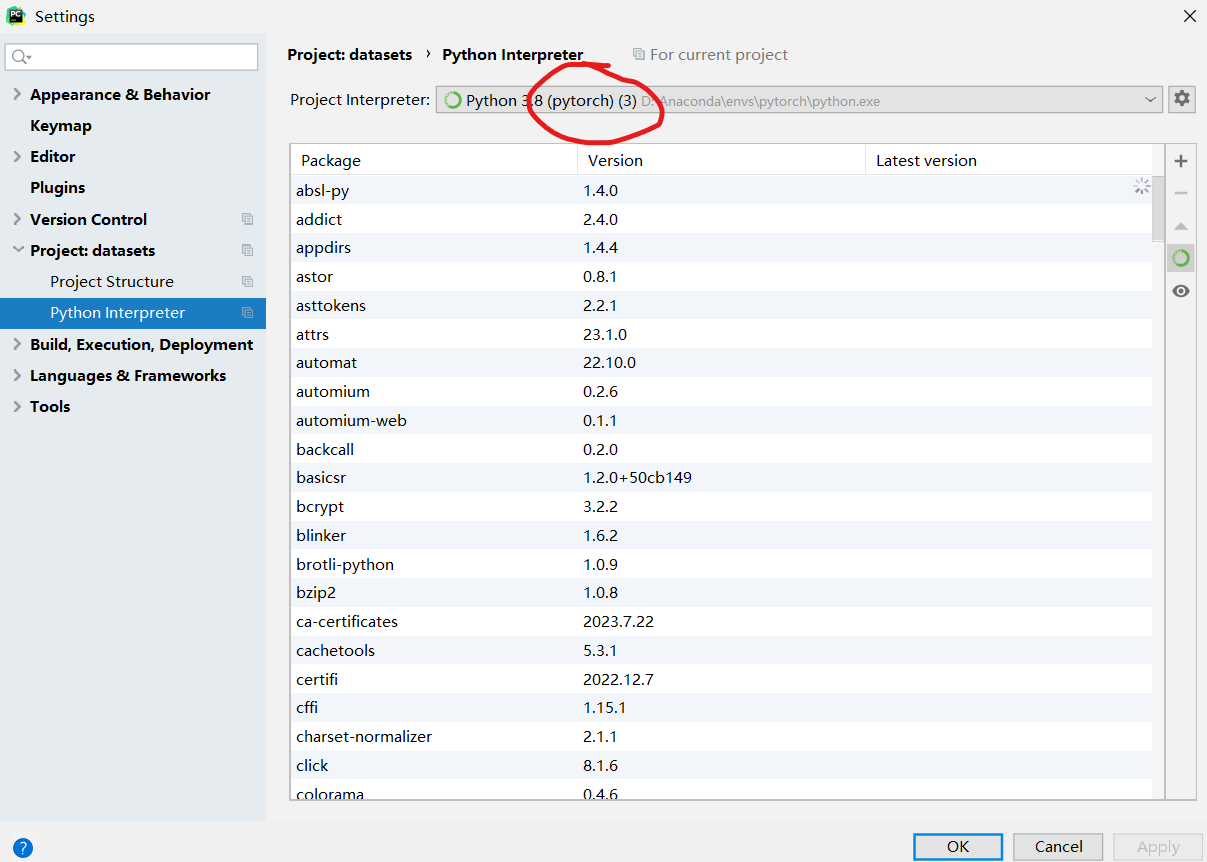 PC
Settings
Project: datasets › Python Interpreter For current project
Project Interpreter: Python 3.8 (pytorch) (3) D:\Anaconda\envs\pytorch\python.exe
Appearance & Behavior
Keymap
Editor
Plugins
Version Control
Project: datasets
Project Structure
Python Interpreter
Build, Execution, Deployment
Languages & Frameworks
Tools
Package Version Latest version
absl-py 1.4.0
addict 2.4.0
appdirs 1.4.4
astor 0.8.1
asttokens 2.2.1
attrs 23.1.0
automat 22.10.0
automium 0.2.6
automium-web 0.1.1
backcall 0.2.0
basicsr 1.2.0+50cb149
bcrypt 3.2.2
blinker 1.6.2
brotli-python 1.0.9
bzip2 1.0.8
ca-certificates 2023.7.22
cachetools 5.3.1
certifi 2022.12.7
cffi 1.15.1
charset-normalizer 2.1.1
click 8.1.6
colorama 0.4.6
? OK Cancel Apply